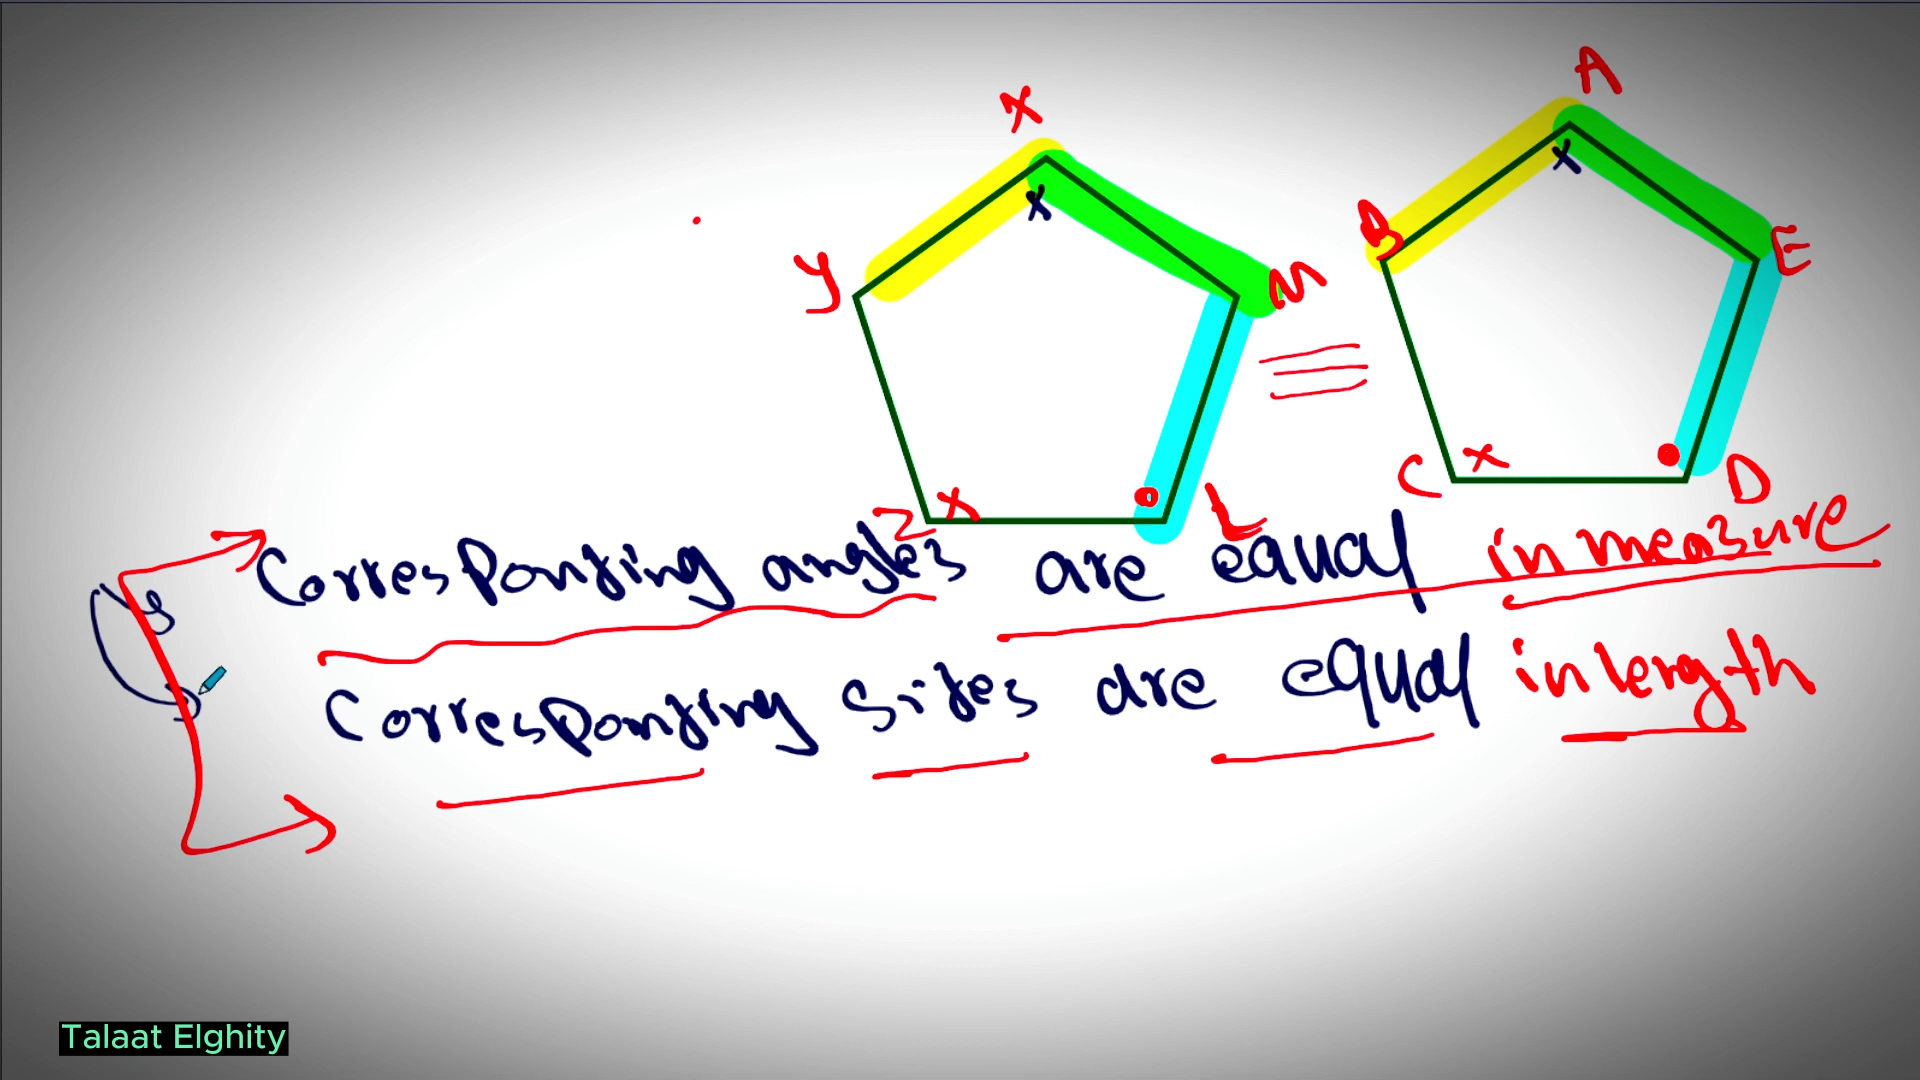 A
X
x
x
B
E
Y
M
C x D
Z x L
Corresponding angles are equal in measure
Corresponding sides are equal in length
Talaat Elghity